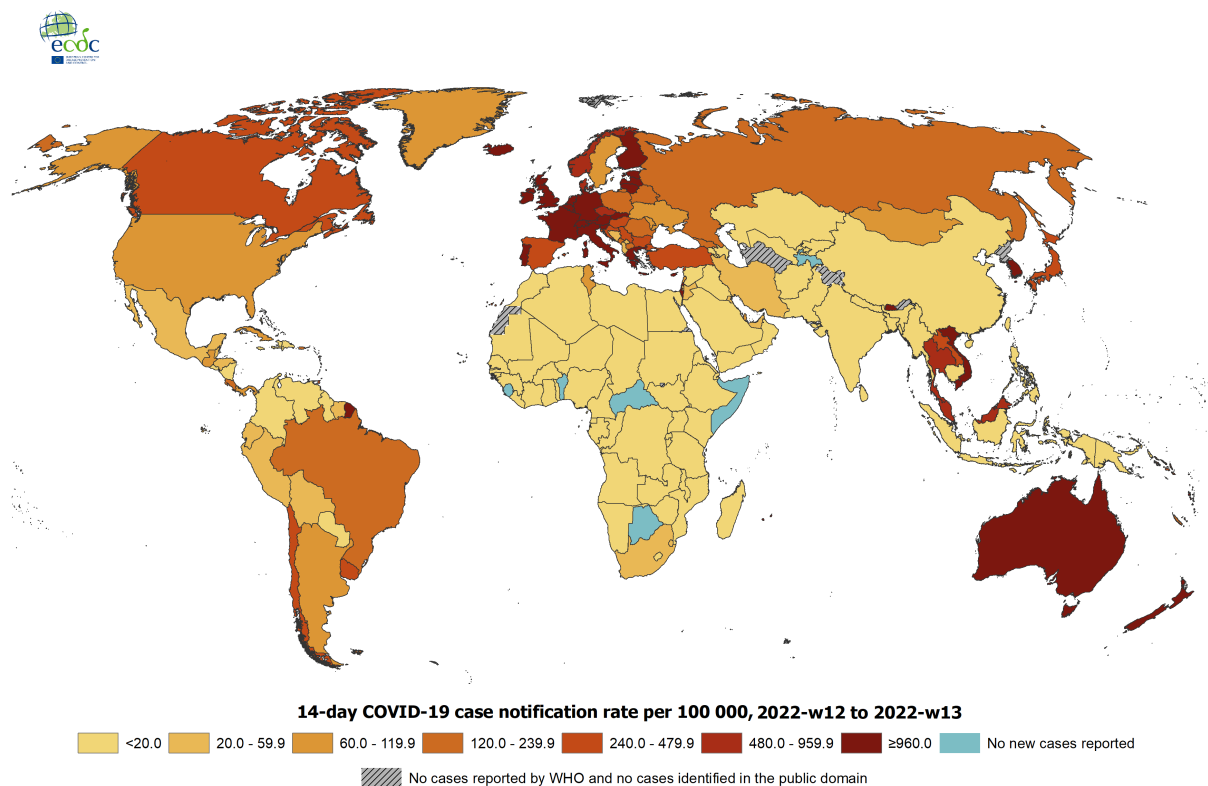 ecdc
14-day COVID-19 case notification rate per 100 000, 2022-w12 to 2022-w13
<20.0 20.0 - 59.9 60.0 - 119.9 120.0 - 239.9 240.0 - 479.9 480.0 - 959.9 ≥960.0 No new cases reported
No cases reported by WHO and no cases identified in the public domain